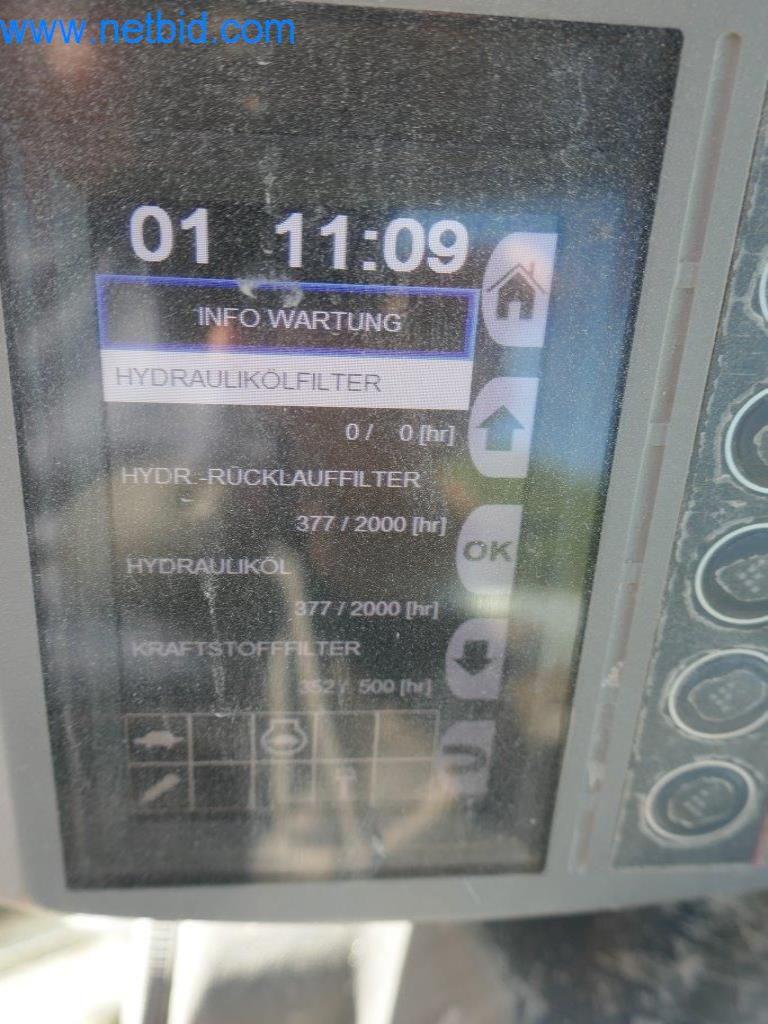 www.netbid.com
01 11:09
INFO WARTUNG
HYDRAULIKÖLFILTER
0 / 0 [hr]
HYDR.-RÜCKLAUFFILTER
377 / 2000 [hr]
OK
HYDRAULIKÖL
377 / 2000 [hr]
KRAFTSTOFFFILTER
352 / 500 [hr]